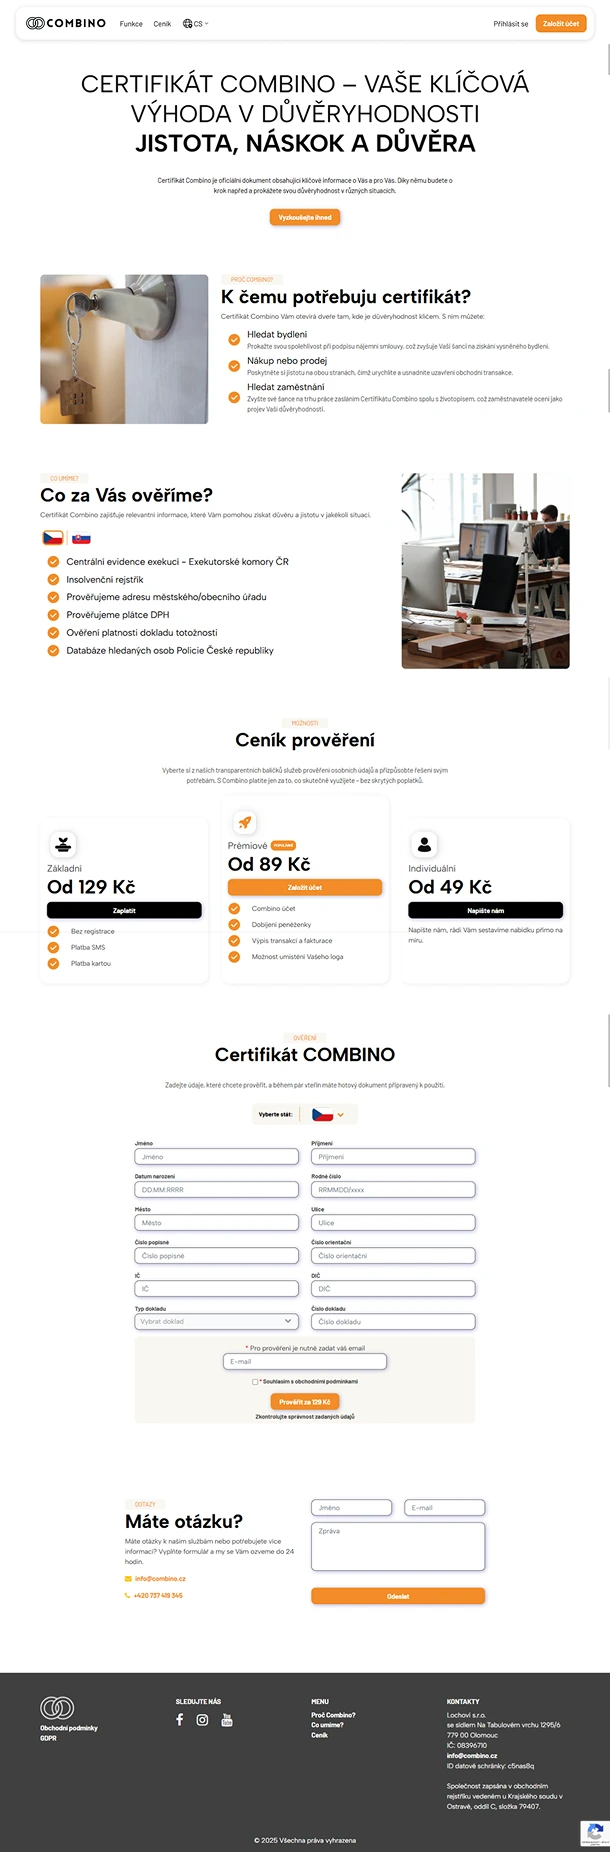 COMBINO Funkce Ceník CS Přihlásit se Založit účet
CERTIFIKÁT COMBINO – VAŠE KLÍČOVÁ
VÝHODA V DŮVĚRYHODNOSTI
JISTOTA, NÁSKOK A DŮVĚRA
Certifikát Combino je oficiální dokument obsahující klíčové informace o Vás a pro Vás. Díky němu budete o
krok napřed a prokážete svou důvěryhodnost v různých situacích.
Vyzkoušejte ihned
PROČ COMBINO?
K čemu potřebuju certifikát?
Certifikát Combino Vám otevírá dveře tam, kde je důvěryhodnost klíčem. S ním můžete:
Hledat bydlení
Prokažte svou spolehlivost při podpisu nájemní smlouvy, což zvyšuje Vaší šanci na získání vysněného bydlení.
Nákup nebo prodej
Poskytněte si jistotu na obou stranách, čímž urychlíte a usnadníte uzavření obchodní transakce.
Hledat zaměstnání
Zvyšte své šance na trhu práce zasláním Certifikátu Combino spolu s životopisem, což zaměstnavatelé ocení jako
projev Vaší důvěryhodnosti.
CO UMÍME?
Co za Vás ověříme?
Certifikát Combino zajišťuje relevantní informace, které Vám pomohou získat důvěru a jistotu v jakékoli situaci.
Centrální evidence exekucí - Exekutorské komory ČR
Insolvenční rejstřík
Prověřujeme adresu městského/obecního úřadu
Prověřujeme plátce DPH
Ověření platnosti dokladu totožnosti
Databáze hledaných osob Policie České republiky
MOŽNOSTI
Ceník prověření
Vyberte si z našich transparentních balíčků služeb prověření osobních údajů a přizpůsobte řešení svým
potřebám. S Combino platíte jen za to, co skutečně využijete - bez skrytých poplatků.
Základní
Od 129 Kč
Zaplatit
Bez registrace
Platba SMS
Platba kartou
Prémiové POPULÁRNÍ
Od 89 Kč
Založit účet
Combino účet
Dobíjení peněženky
Výpis transakcí a fakturace
Možnost umístění Vašeho loga
Individuální
Od 49 Kč
Napište nám
Napište nám, rádi Vám sestavíme nabídku přímo na
míru.
OVĚŘENÍ
Certifikát COMBINO
Zadejte údaje, které chcete prověřit, a během pár vteřin máte hotový dokument připravený k použití.
Vyberte stát:
Jméno Příjmení
Jméno Příjmení
Datum narození Rodné číslo
DD.MM.RRRR RRMMDD/xxxx
Město Ulice
Město Ulice
Číslo popisné Číslo orientační
Číslo popisné Číslo orientační
IČ DIČ
IČ DIČ
Typ dokladu Číslo dokladu
Vybrat doklad Číslo dokladu
* Pro prověření je nutné zadat váš email
E-mail
* Souhlasím s obchodními podmínkami
Prověřit za 129 Kč
Zkontrolujte správnost zadaných údajů
DOTAZY
Máte otázku?
Máte otázku k našim službám nebo potřebujete více
informací? Vyplňte formulář a my se Vám ozveme do 24
hodin.
info@combino.cz
+420 737 419 345
Jméno E-mail
Zpráva
Odeslat
Obchodní podmínky
GDPR
SLEDUJTE NÁS
MENU
Proč Combino?
Co umíme?
Ceník
KONTAKTY
Lochovi s.r.o.
se sídlem Na Tabulovém vrchu 1295/6
779 00 Olomouc
IČ: 08396710
info@combino.cz
ID datové schránky: c5nas8q
Společnost zapsána v obchodním
rejstříku vedeném u Krajského soudu v
Ostravě, oddíl C, složka 79407.
© 2025 Všechna práva vyhrazena